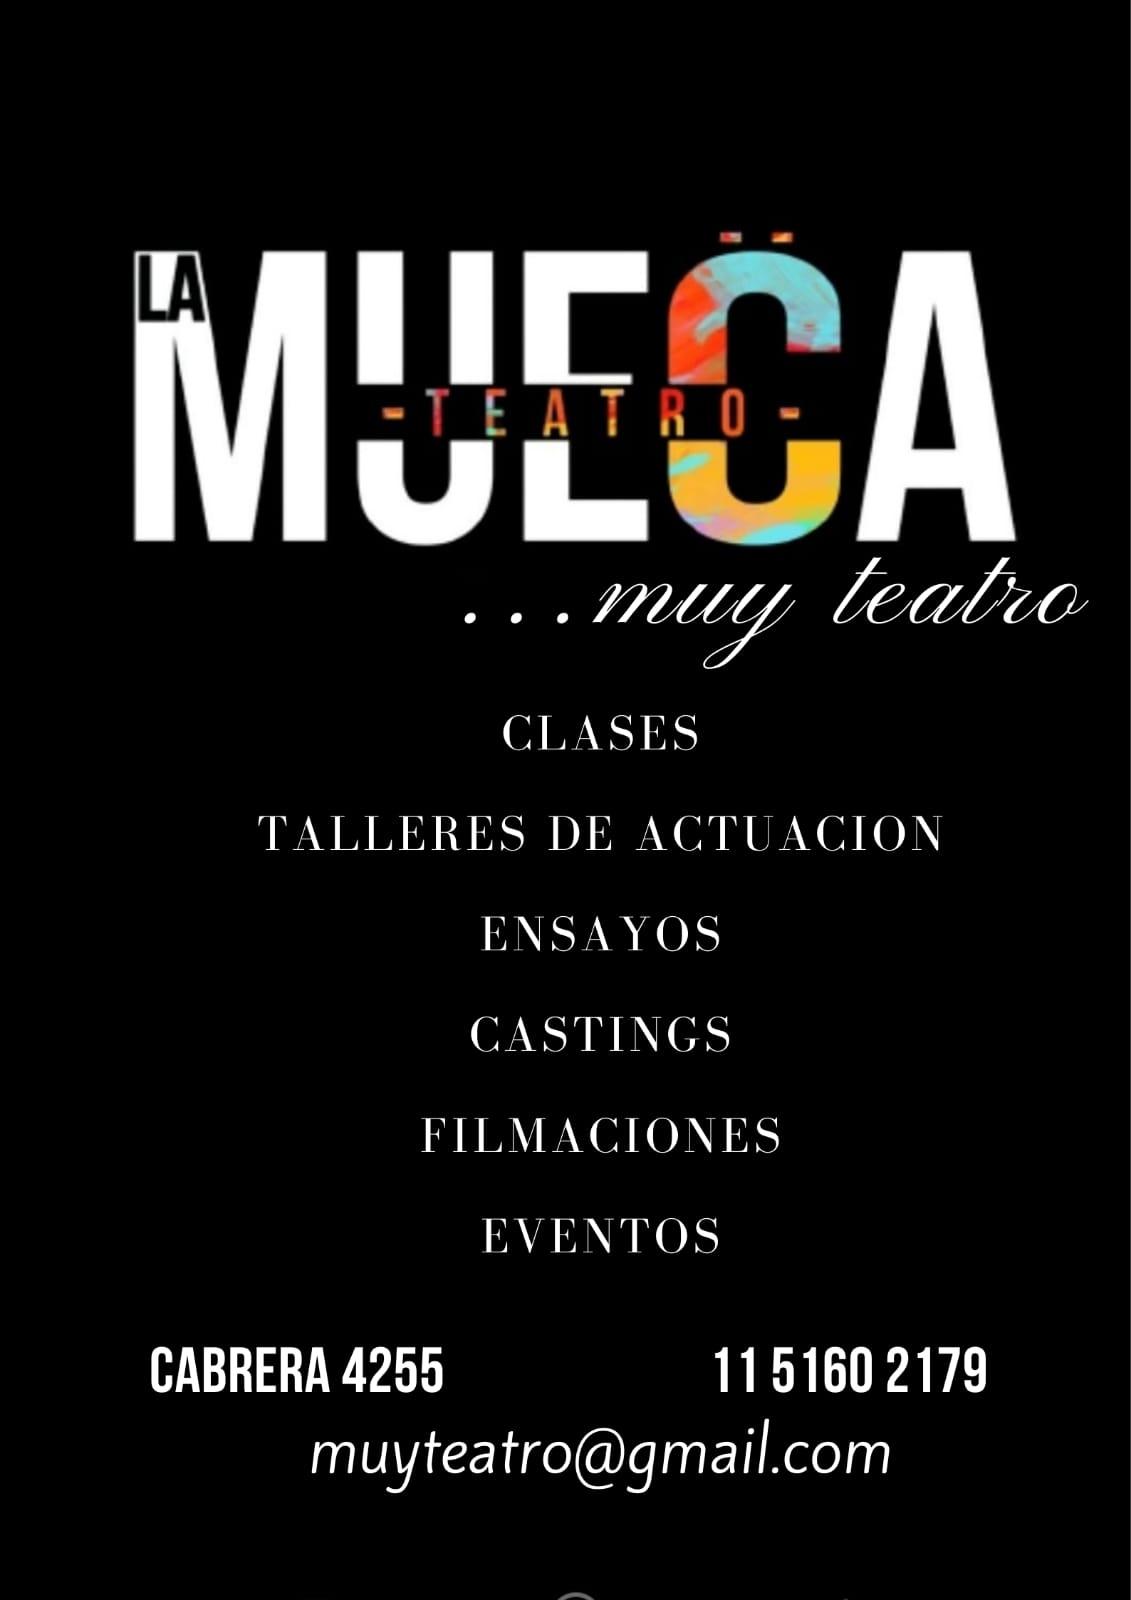 LA
MUECA
-TEATRO-
...muy teatro
CLASES
TALLERES DE ACTUACION
ENSAYOS
CASTINGS
FILMACIONES
EVENTOS
CABRERA 4255 11 5160 2179
muyteatro@gmail.com